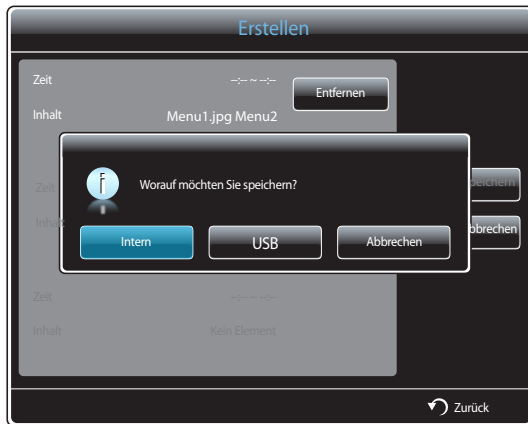 Erstellen
Zeit --:-- ~ --:--
Entfernen
Inhalt Menu1.jpg Menu2
Worauf möchten Sie speichern?
Zeit
Inhalt
peichern
bbrechen
Intern USB Abbrechen
Zeit --:-- ~ --:--
Inhalt Kein Element
Zurück